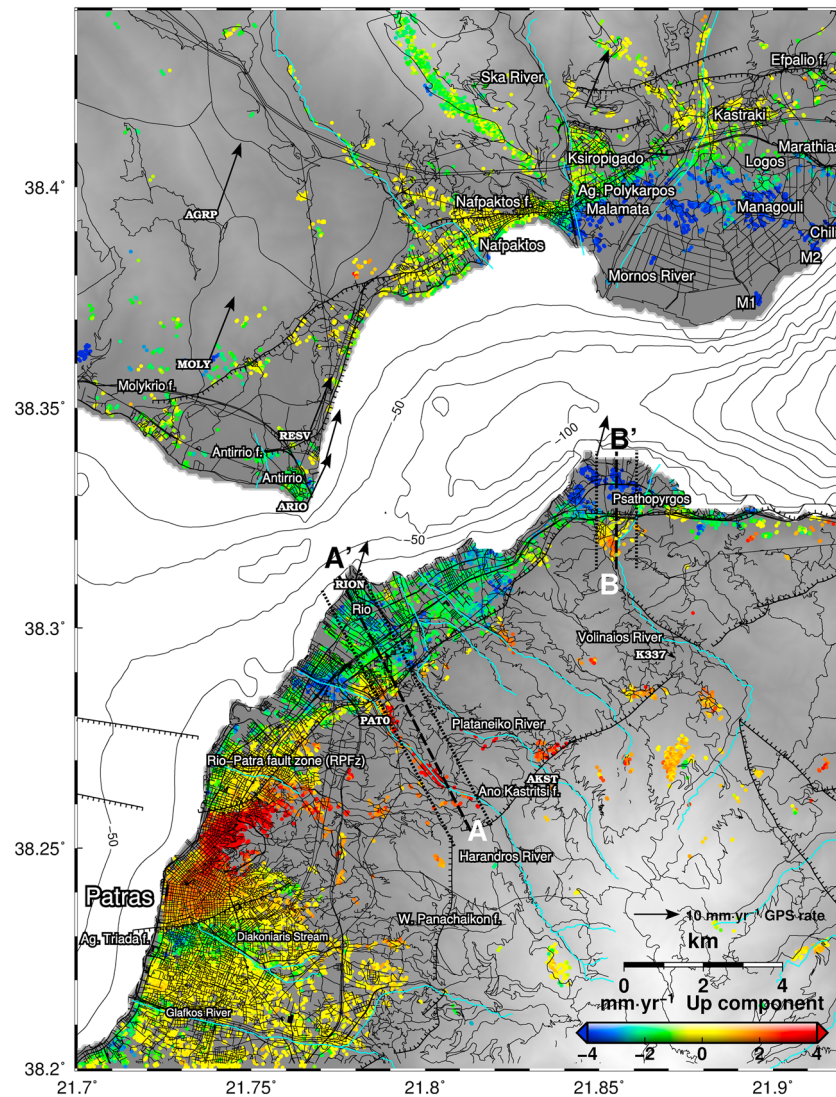 Ska River
Efpalio f.
Kastraki
Marathias
Ksiropigado
Logos
38.4°
Ag. Polykarpos
Nafpaktos f.
Malamata
Managouli
AGRP
Nafpaktos
Chili
M2
Mornos River
M1
MOLY
Molykrio f.
38.35°
−50
RESV
−100
B’
Antirrio f.
Antirrio
Psathopyrgos
ARIO
−50
A’
RION
B
Rio
38.3°
Volinaios River
K337
PAT0
Plataneiko River
Rio−Patra fault zone (RPFz)
AKST
Ano Kastritsi f.
−50
A
38.25°
Harandros River
Patras
W. Panachaikon f.
10 mm·yr⁻¹ GPS rate
Ag. Triada f.
Diakoniaris Stream
km
0 2 4
Glafkos River
mm·yr⁻¹ Up component
−4 −2 0 2 4
38.2°
21.7 21.75 21.8 21.85 21.9